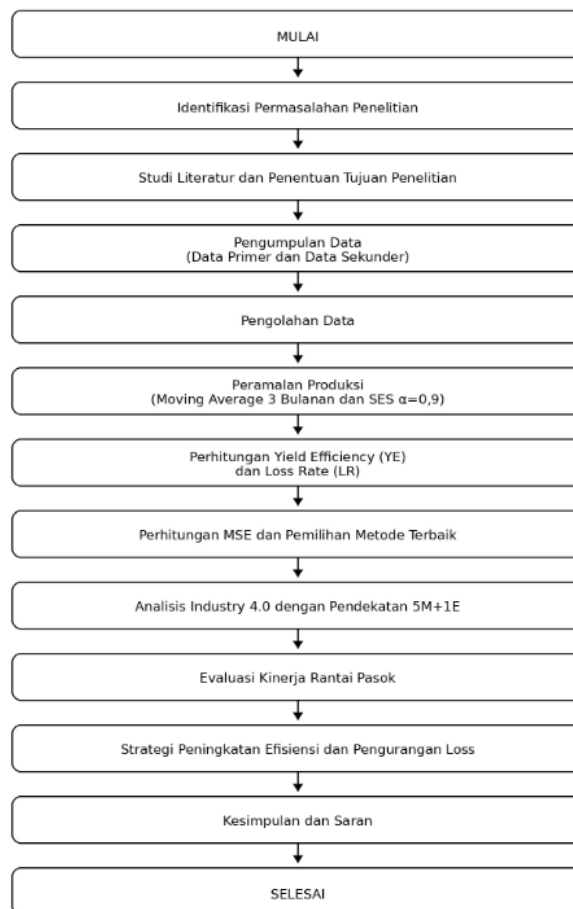 MULAI
Identifikasi Permasalahan Penelitian
Studi Literatur dan Penentuan Tujuan Penelitian
Pengumpulan Data
(Data Primer dan Data Sekunder)
Pengolahan Data
Peramalan Produksi
(Moving Average 3 Bulanan dan SES α=0,9)
Perhitungan Yield Efficiency (YE)
dan Loss Rate (LR)
Perhitungan MSE dan Pemilihan Metode Terbaik
Analisis Industry 4.0 dengan Pendekatan 5M+1E
Evaluasi Kinerja Rantai Pasok
Strategi Peningkatan Efisiensi dan Pengurangan Loss
Kesimpulan dan Saran
SELESAI